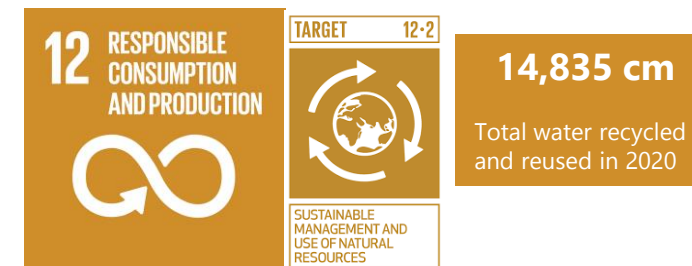 12 RESPONSIBLE
CONSUMPTION
AND PRODUCTION
TARGET 12·2
SUSTAINABLE
MANAGEMENT AND
USE OF NATURAL
RESOURCES
14,835 cm
Total water recycled
and reused in 2020